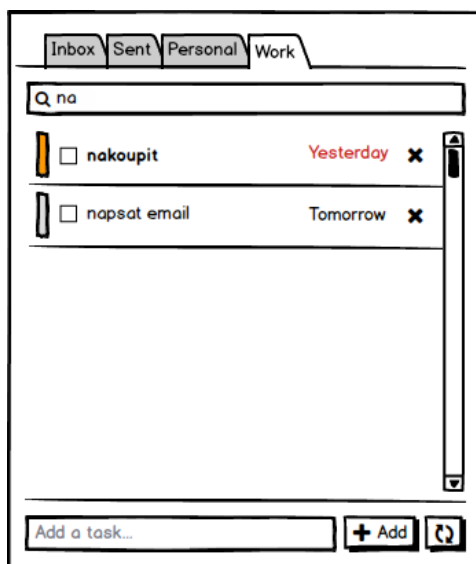 Inbox Sent Personal Work
na
nakoupit Yesterday
napsat email Tomorrow
Add a task... Add